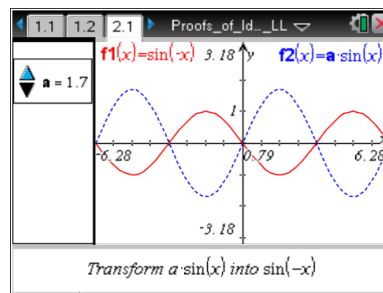 1.1 1.2 2.1 Proofs_of_Id..._LL
f1(x)=sin(-x) 3.18 y f2(x)=a·sin(x)
a = 1.7
1
-6.28 0.79 6.28
-3.18
Transform a·sin(x) into sin(-x)